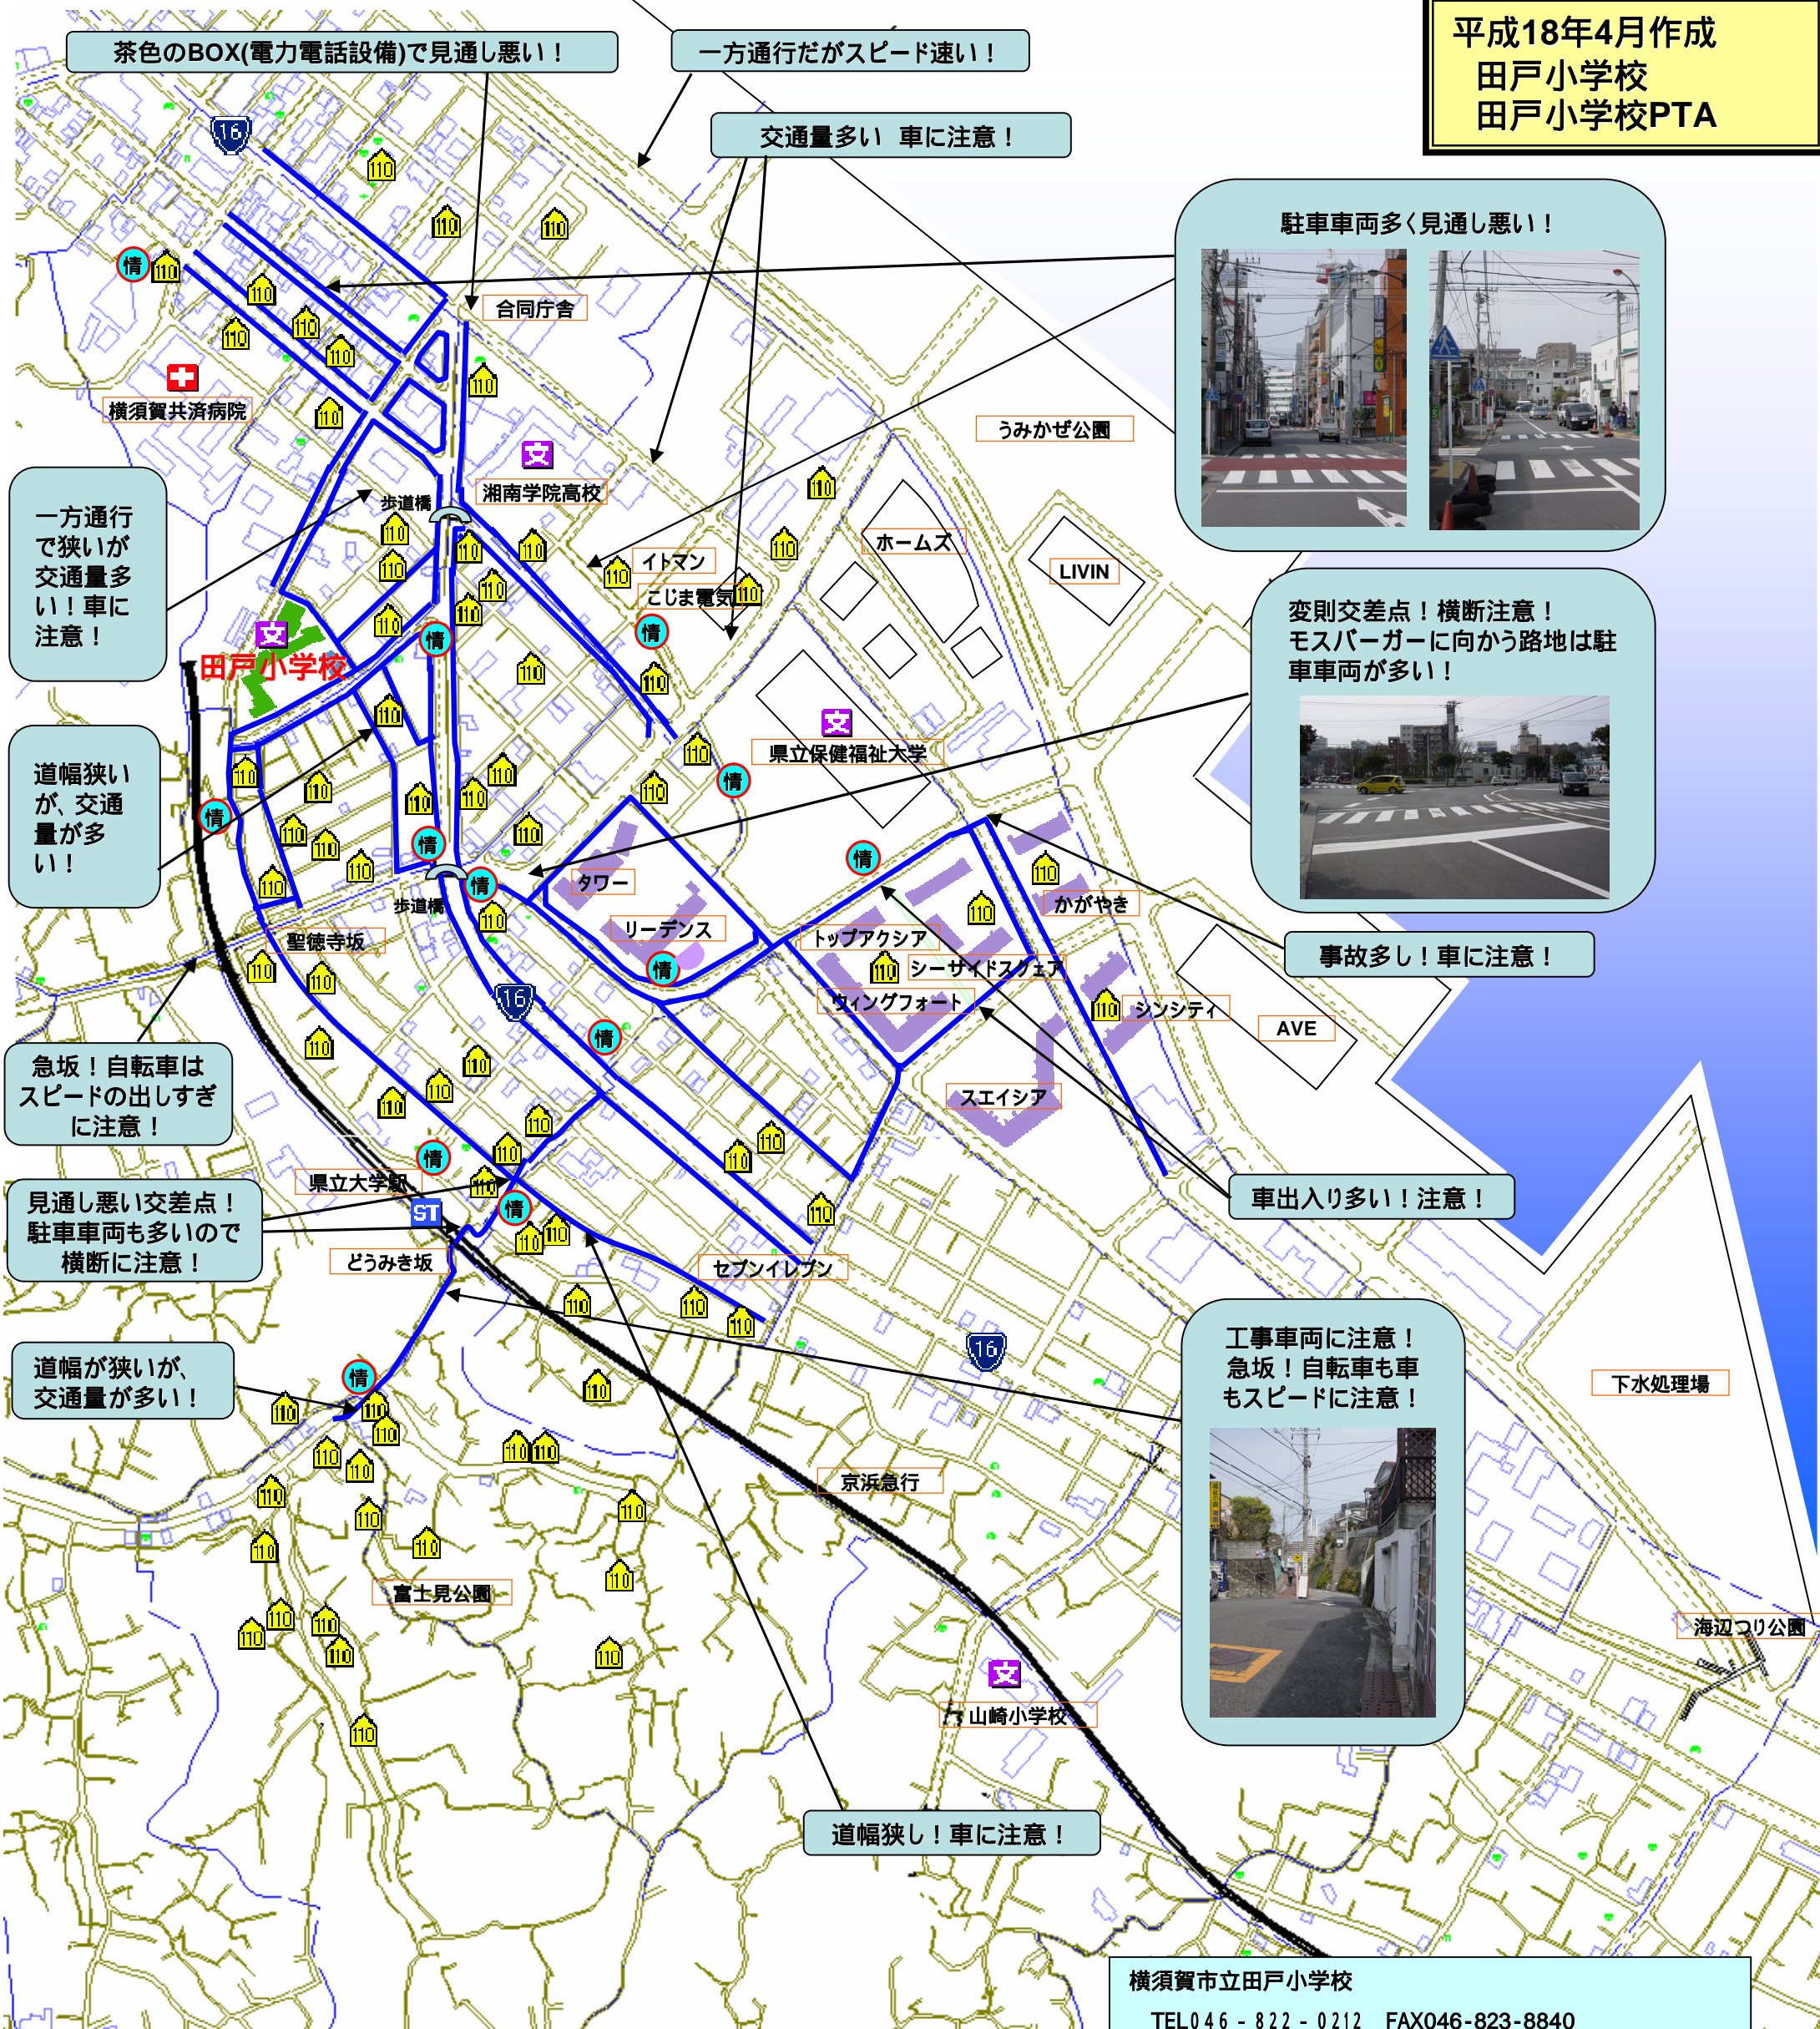 平成18年4月作成
田戸小学校
田戸小学校PTA
茶色のBOX(電力電話設備)で見通し悪い！
一方通行だがスピード速い！
交通量多い 車に注意！
駐車車両多く見通し悪い！
16
合同庁舎
横須賀共済病院
うみかぜ公園
湘南学院高校
歩道橋
一方通行
で狭いが
交通量多
い！車に
注意！
イトマン
こじま電気
ホームズ
LIVIN
変則交差点！横断注意！
モスバーガーに向かう路地は駐
車車両が多い！
田戸小学校
県立保健福祉大学
道幅狭い
が、交通
量が多
い！
タワー
リーデンス
歩道橋
聖徳寺坂
かがやき
トップアクシア
シーサイドスクェア
ウィングフォート
シンシティ
AVE
事故多し！車に注意！
16
急坂！自転車は
スピードの出しすぎ
に注意！
スエイシア
県立大学駅
ST
見通し悪い交差点！
駐車車両も多いので
横断に注意！
どうみき坂
セブンイレブン
車出入り多い！注意！
道幅が狭いが、
交通量が多い！
16
工事車両に注意！
急坂！自転車も車
もスピードに注意！
下水処理場
京浜急行
富士見公園
海辺つり公園
山崎小学校
道幅狭し！車に注意！
横須賀市立田戸小学校
TEL046-822-0212 FAX046-823-8840